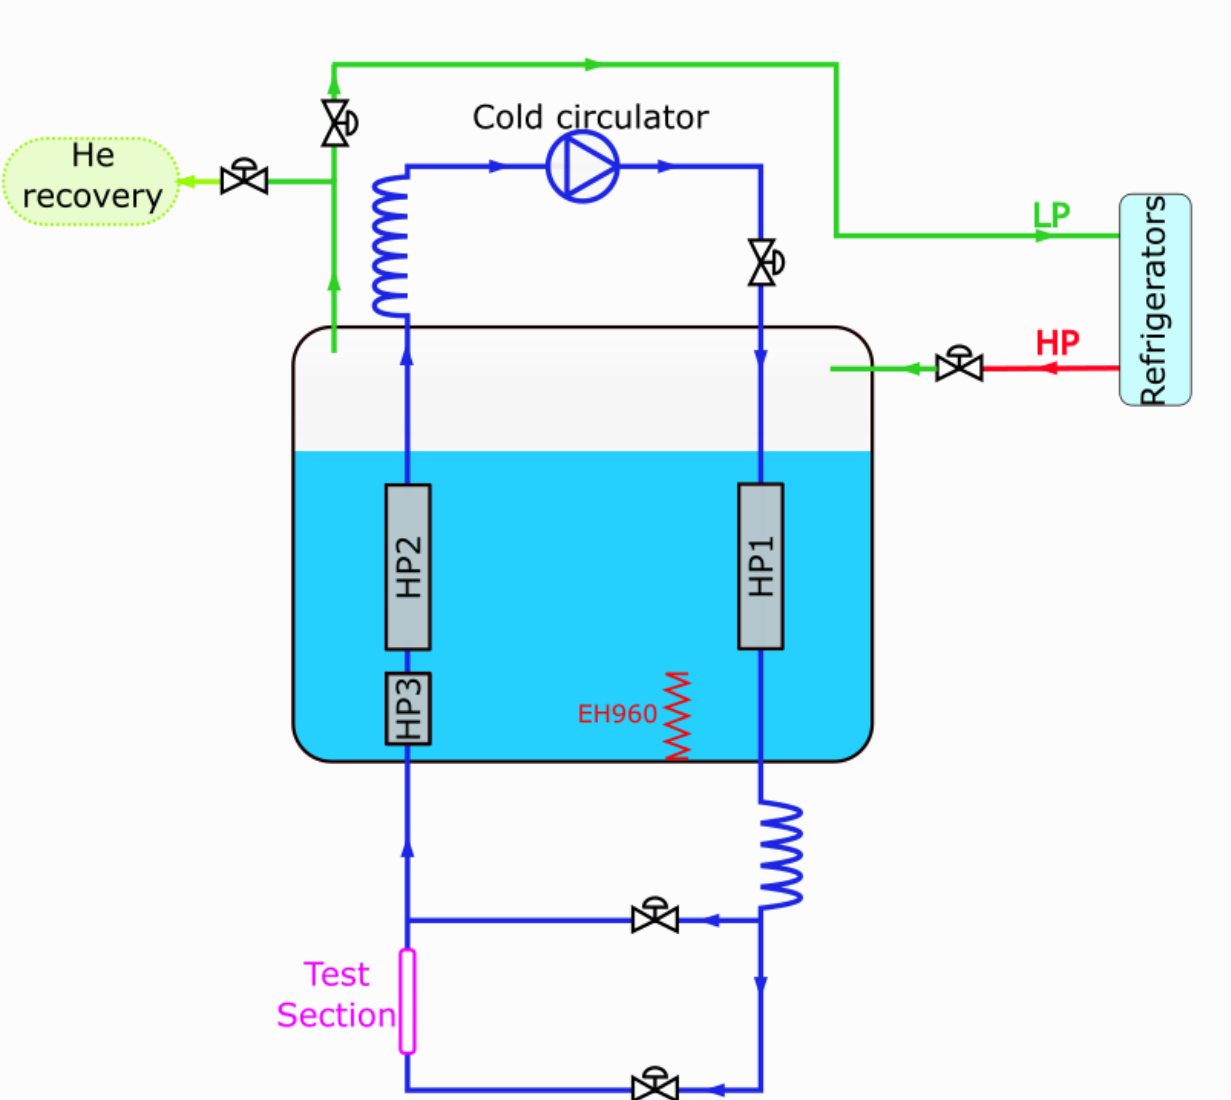 Cold circulator
He
recovery
LP
HP
Refrigerators
HP2
HP1
HP3
EH960
Test
Section